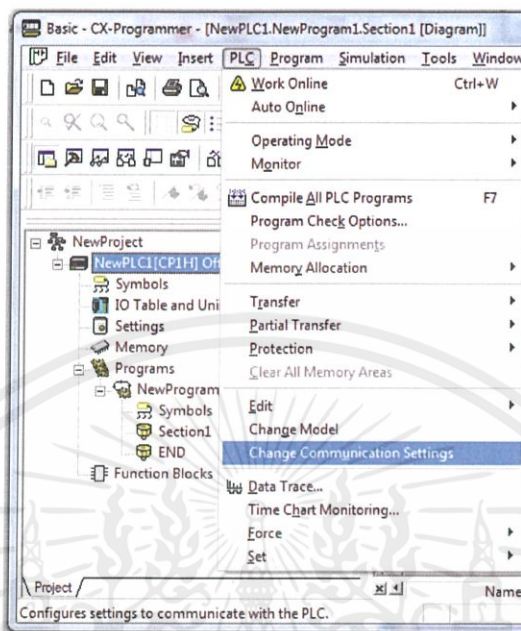 Basic - CX-Programmer - [NewPLC1.NewProgram1.Section1 [Diagram]]
File Edit View Insert PLC Program Simulation Tools Window
Work Online Ctrl+W
Auto Online
Operating Mode
Monitor
Compile All PLC Programs F7
Program Check Options...
Program Assignments
Memory Allocation
Transfer
Partial Transfer
Protection
Clear All Memory Areas
Edit
Change Model
Change Communication Settings
Data Trace...
Time Chart Monitoring...
Force
Set
NewProject
NewPLC1[CP1H] Off
Symbols
IO Table and Uni
Settings
Memory
Programs
NewProgram
Symbols
Section1
END
Function Blocks
Project
Name
Configures settings to communicate with the PLC.